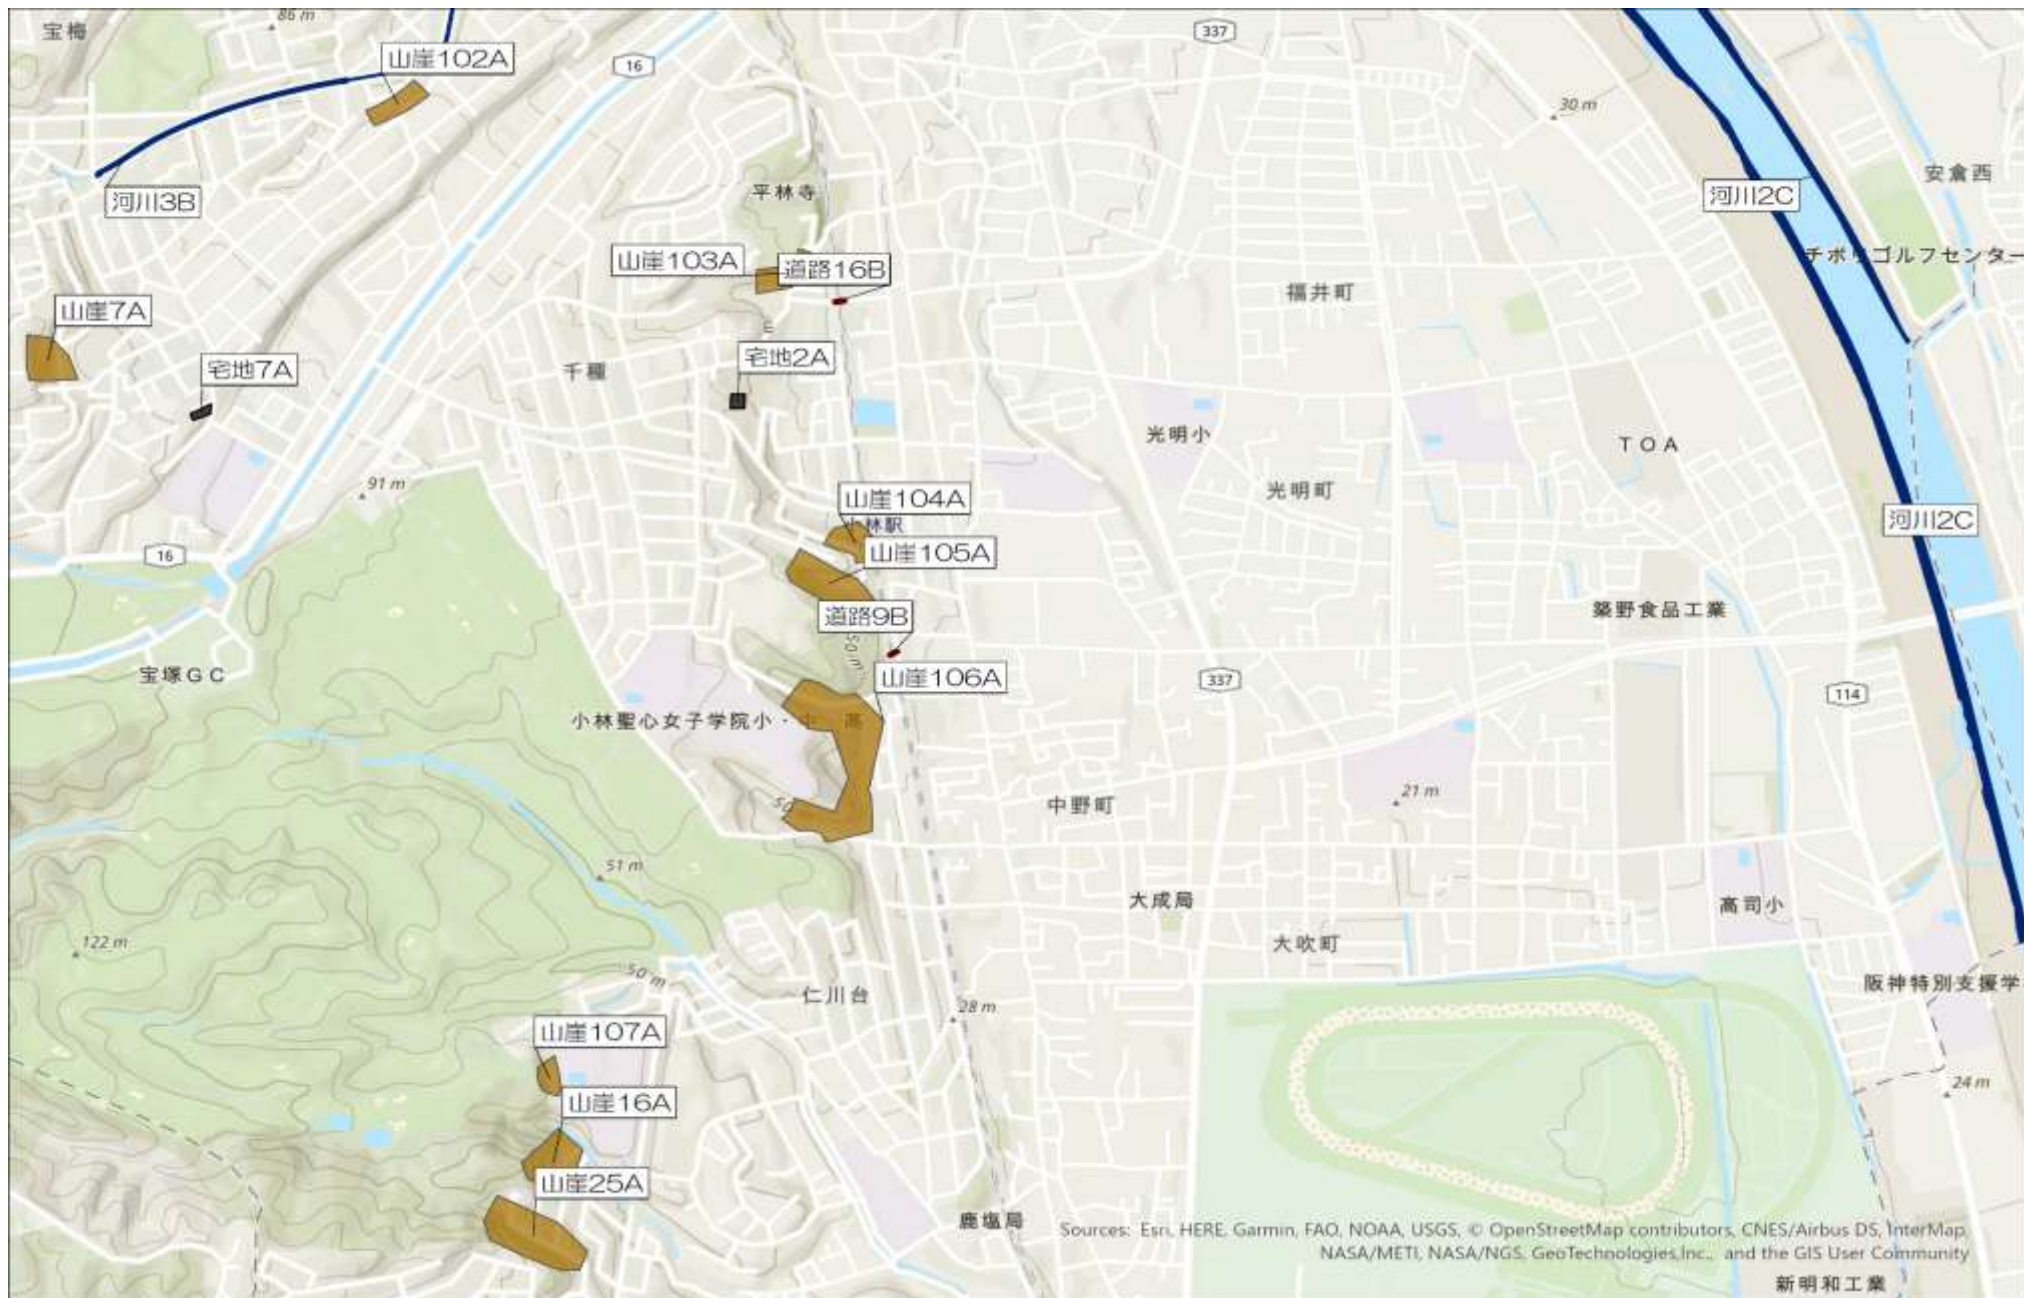 宝梅
86 m
337
山崖102A
16
30 m
安倉西
平林寺
河川3B
河川2C
チボリゴルフセンター
山崖103A
道路16B
福井町
山崖7A
m
宅地2A
宅地7A
千種
光明小
TOA
91 m
光明町
山崖104A
小林駅
河川2C
16
山崖105A
築野食品工業
道路9B
50 m
宝塚GC
山崖106A
337
114
小林聖心女子学院小・中・高
21 m
50
中野町
51 m
大成局
高司小
122 m
大吹町
50 m
仁川台
阪神特別支援学
28 m
山崖107A
24 m
山崖16A
山崖25A
鹿塩局
Sources: Esri, HERE, Garmin, FAO, NOAA, USGS, © OpenStreetMap contributors, CNES/Airbus DS, InterMap,
NASA/METI, NASA/NGS, GeoTechnologies,Inc., and the GIS User Community
新明和工業